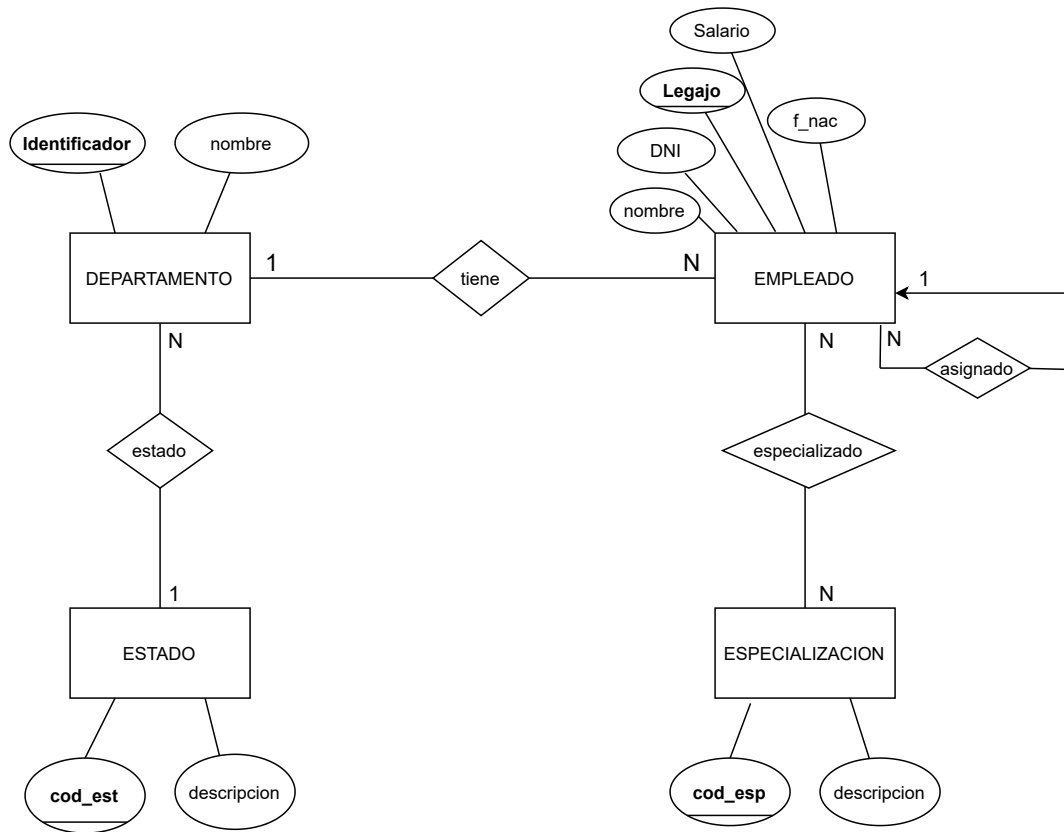 Salario
Legajo
f_nac
Identificador
nombre
DNI
nombre
DEPARTAMENTO
1
tiene
N
EMPLEADO
1
N
N
N
asignado
estado
especializado
1
N
ESTADO
ESPECIALIZACION
cod_est
descripcion
cod_esp
descripcion